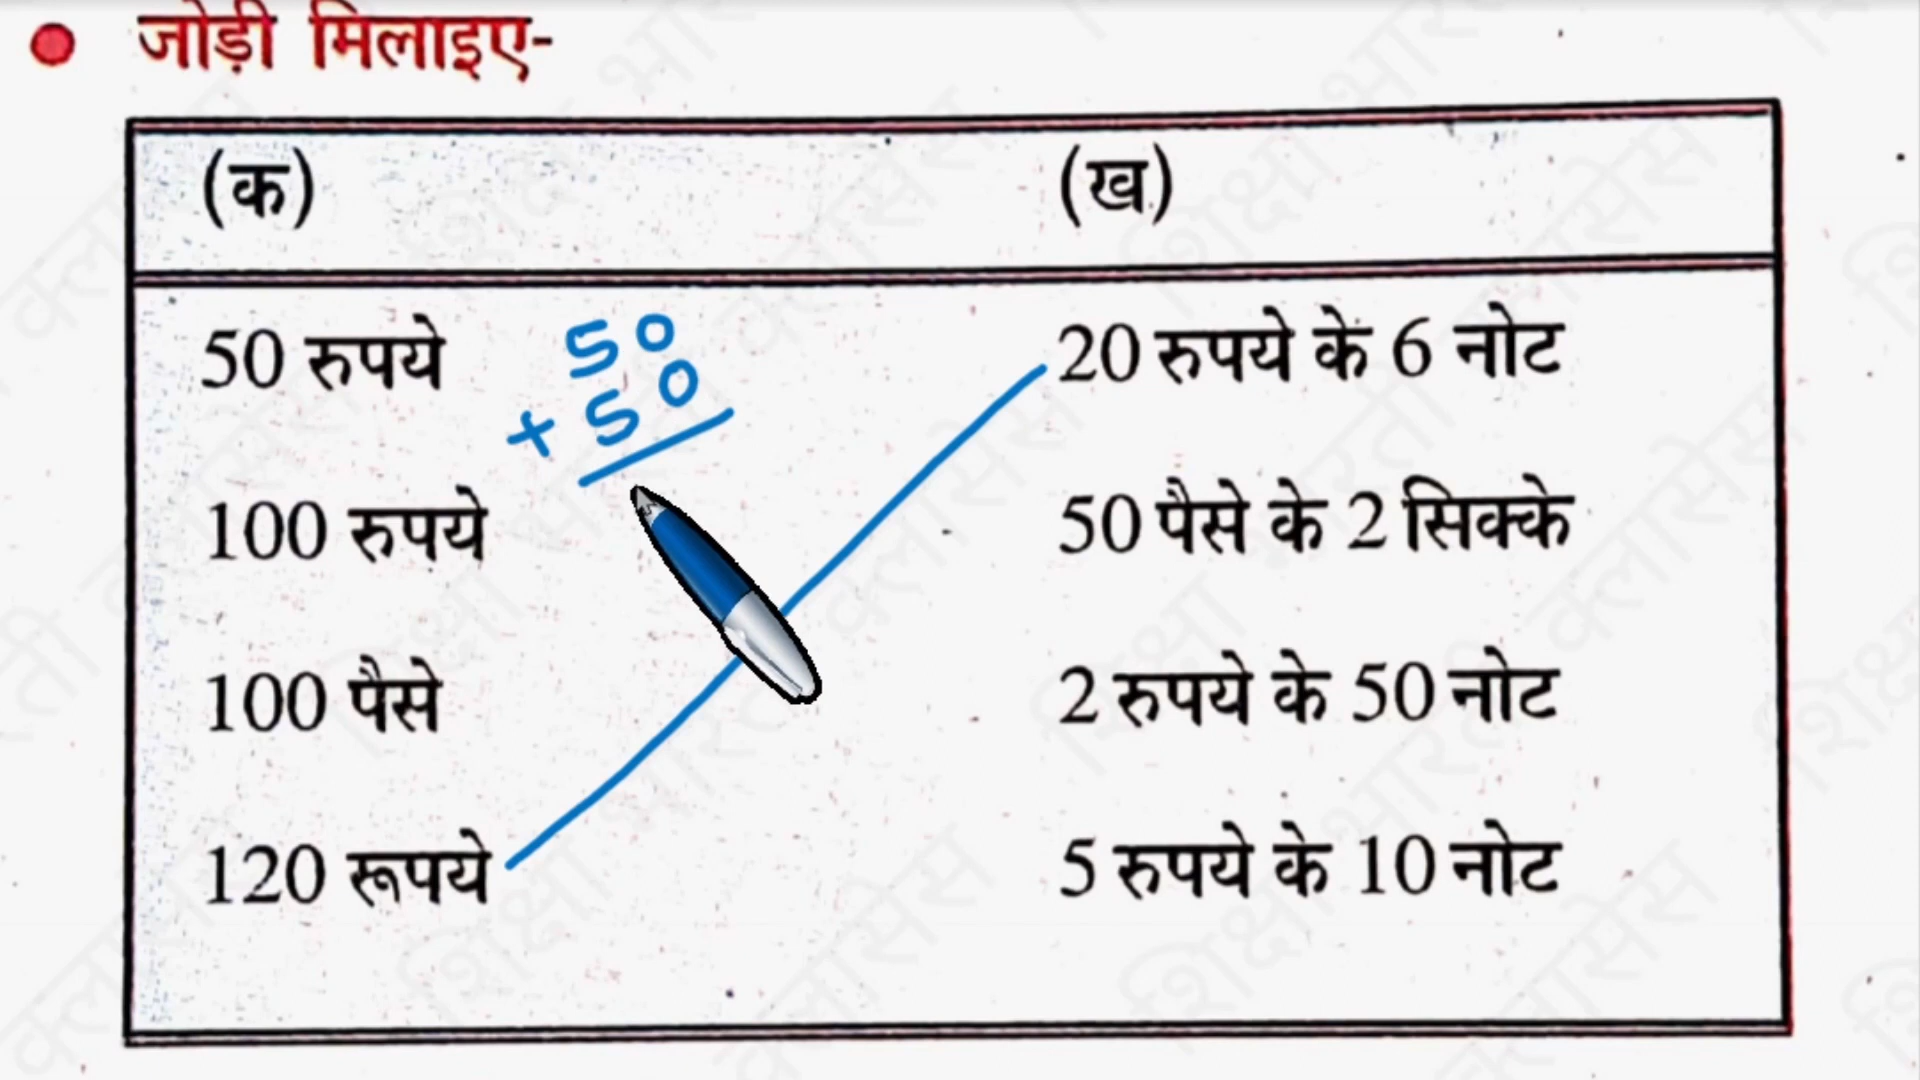 जोड़ी मिलाइए-
(क) (ख)
50 रुपये 20 रुपये के 6 नोट
50
+ 50
100 रुपये 50 पैसे के 2 सिक्के
100 पैसे 2 रुपये के 50 नोट
120 रूपये 5 रुपये के 10 नोट
शिक्षा भारती क्लासेस